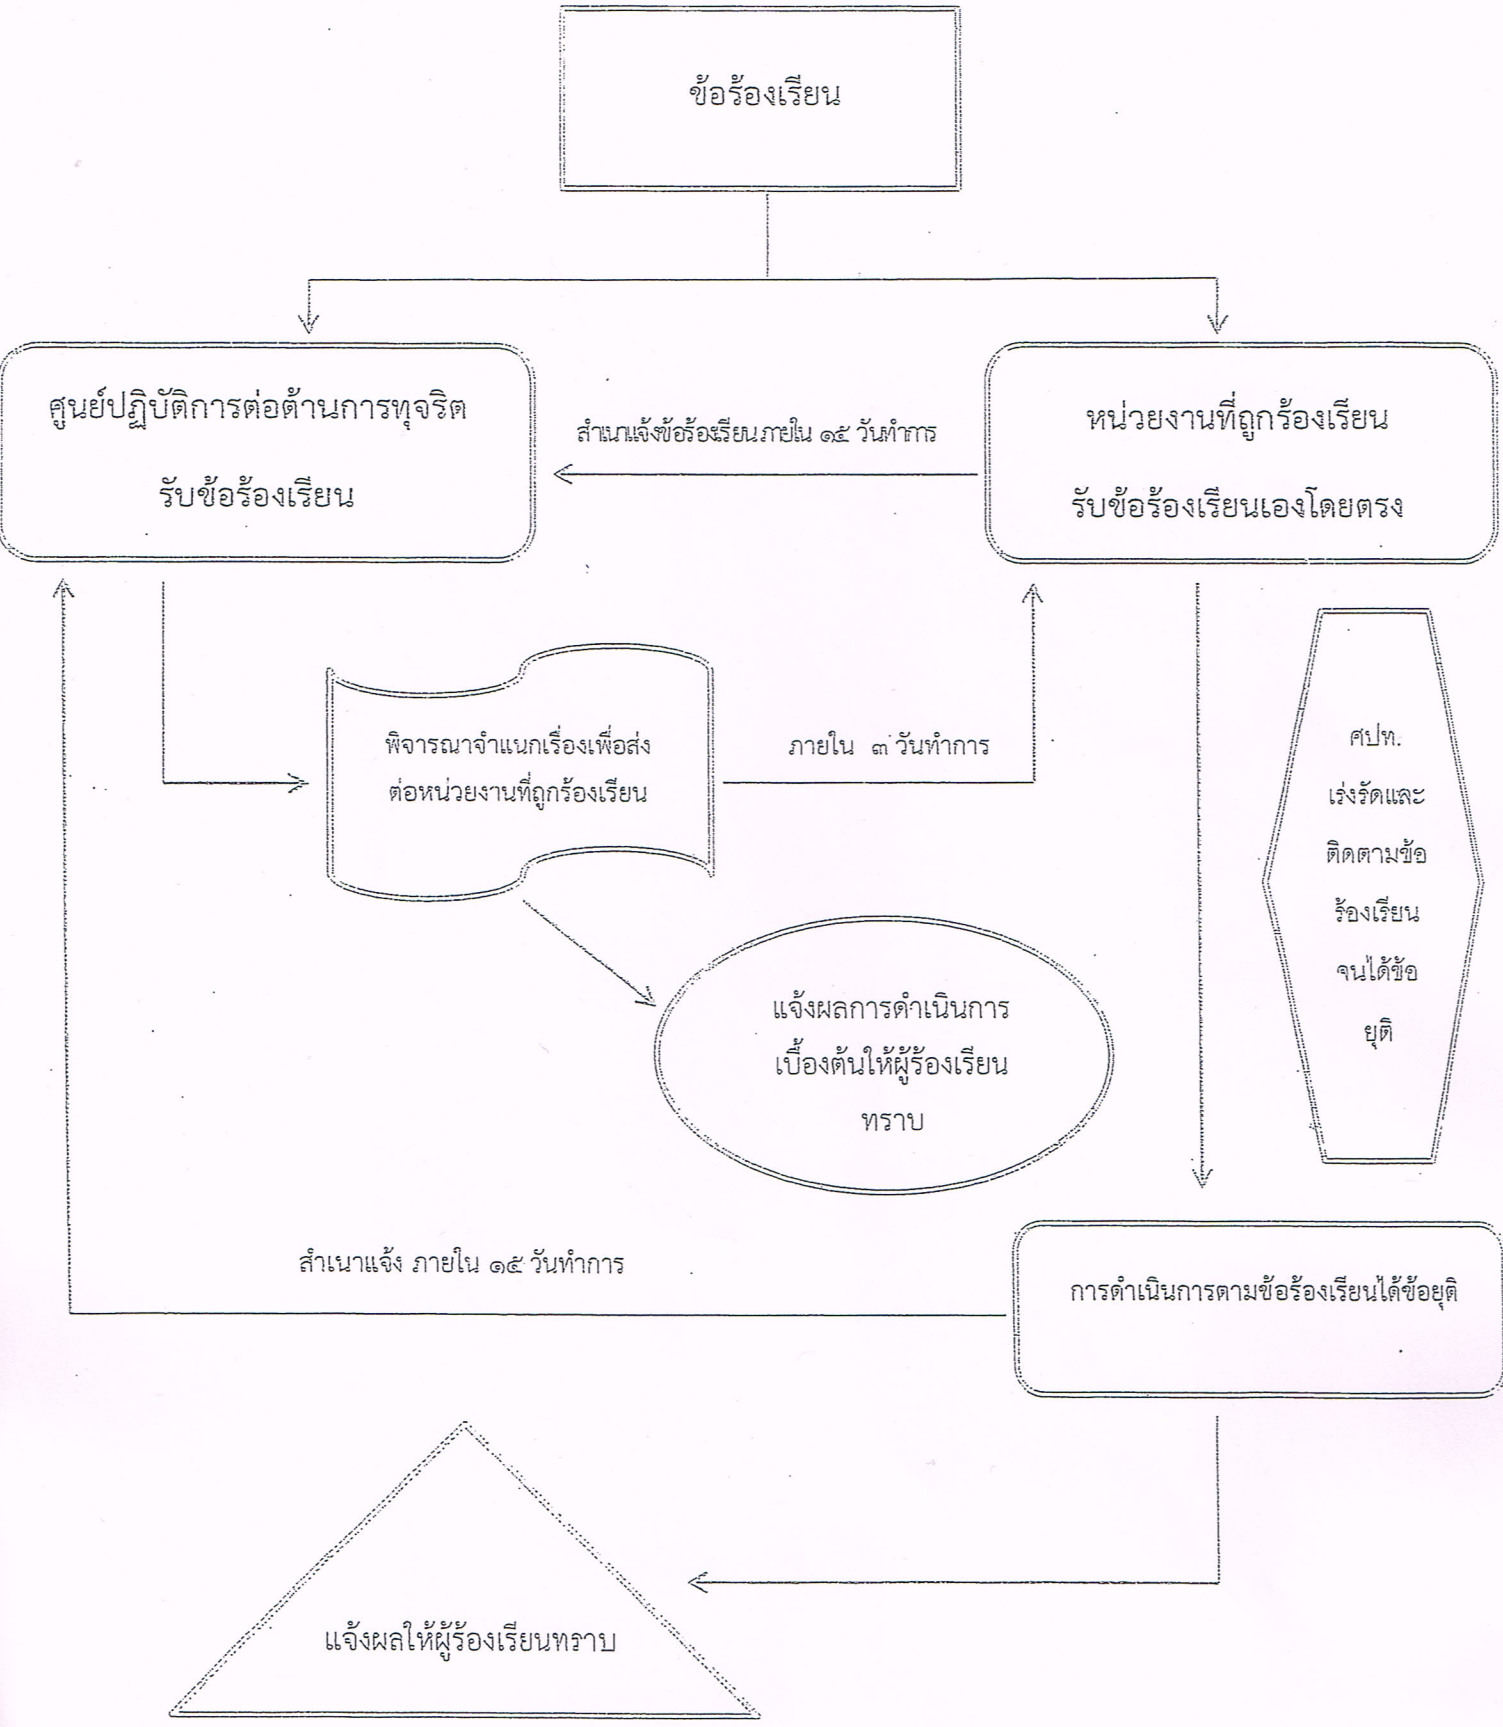 ข้อร้องเรียน
ศูนย์ปฏิบัติการต่อต้านการทุจริต
รับข้อร้องเรียน
สำเนาแจ้งข้อร้องเรียนภายใน ๑๕ วันทำการ
หน่วยงานที่ถูกร้องเรียน
รับข้อร้องเรียนเองโดยตรง
พิจารณาจำแนกเรื่องเพื่อส่ง
ต่อหน่วยงานที่ถูกร้องเรียน
ภายใน ๓ วันทำการ
ศปท.
เร่งรัดและ
ติดตามข้อ
ร้องเรียน
จนได้ข้อ
ยุติ
แจ้งผลการดำเนินการ
เบื้องต้นให้ผู้ร้องเรียน
ทราบ
สำเนาแจ้ง ภายใน ๑๕ วันทำการ
การดำเนินการตามข้อร้องเรียนได้ข้อยุติ
แจ้งผลให้ผู้ร้องเรียนทราบ